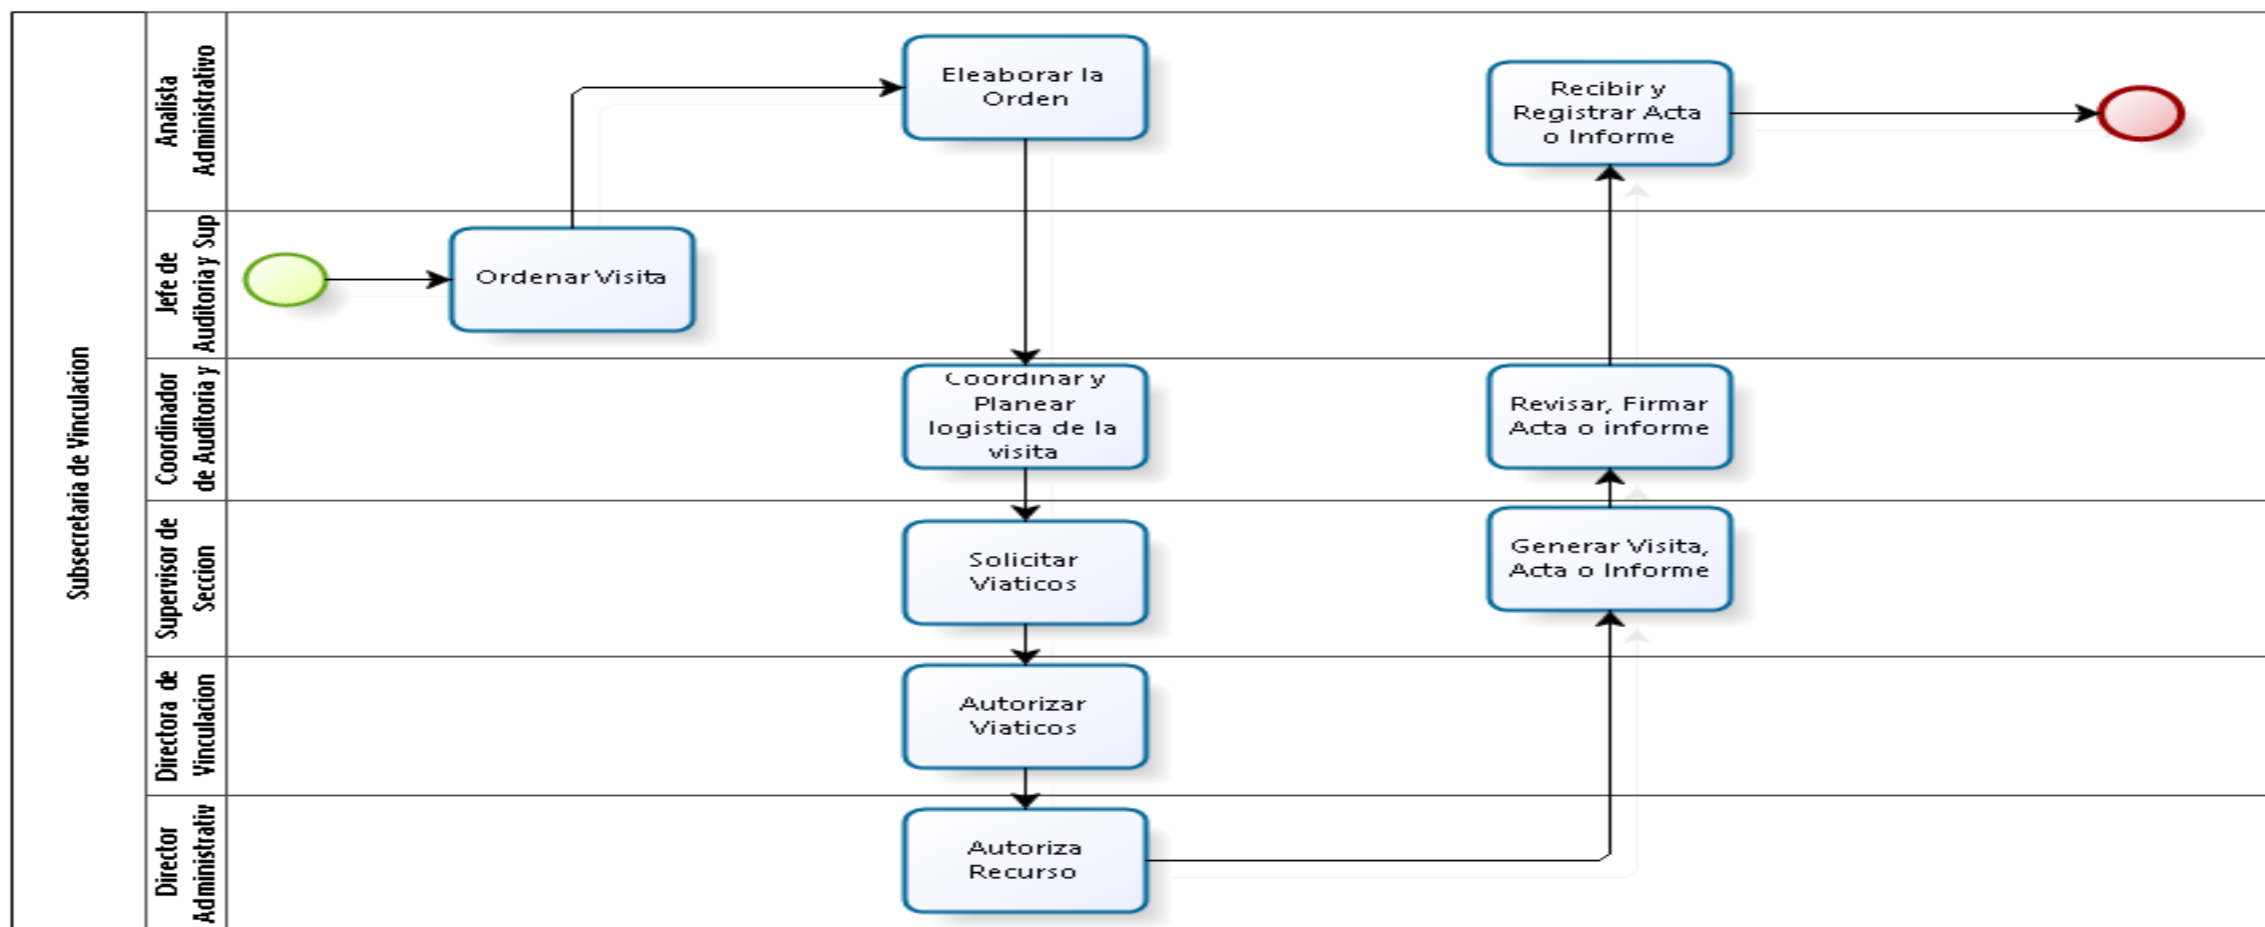 Subsecretaria de Vinculacion
Analista
Administrativo
Eleaborar la
Orden
Recibir y
Registrar Acta
o Informe
Jefe de
Auditoria y Sup
Ordenar Visita
Coordinador
de Auditoria y
Coordinar y
Planear
logistica de la
visita
Revisar, Firmar
Acta o informe
Supervisor de
Seccion
Solicitar
Viaticos
Generar Visita,
Acta o Informe
Directora de
Vinculacion
Autorizar
Viaticos
Director
Administrativ
Autoriza
Recurso